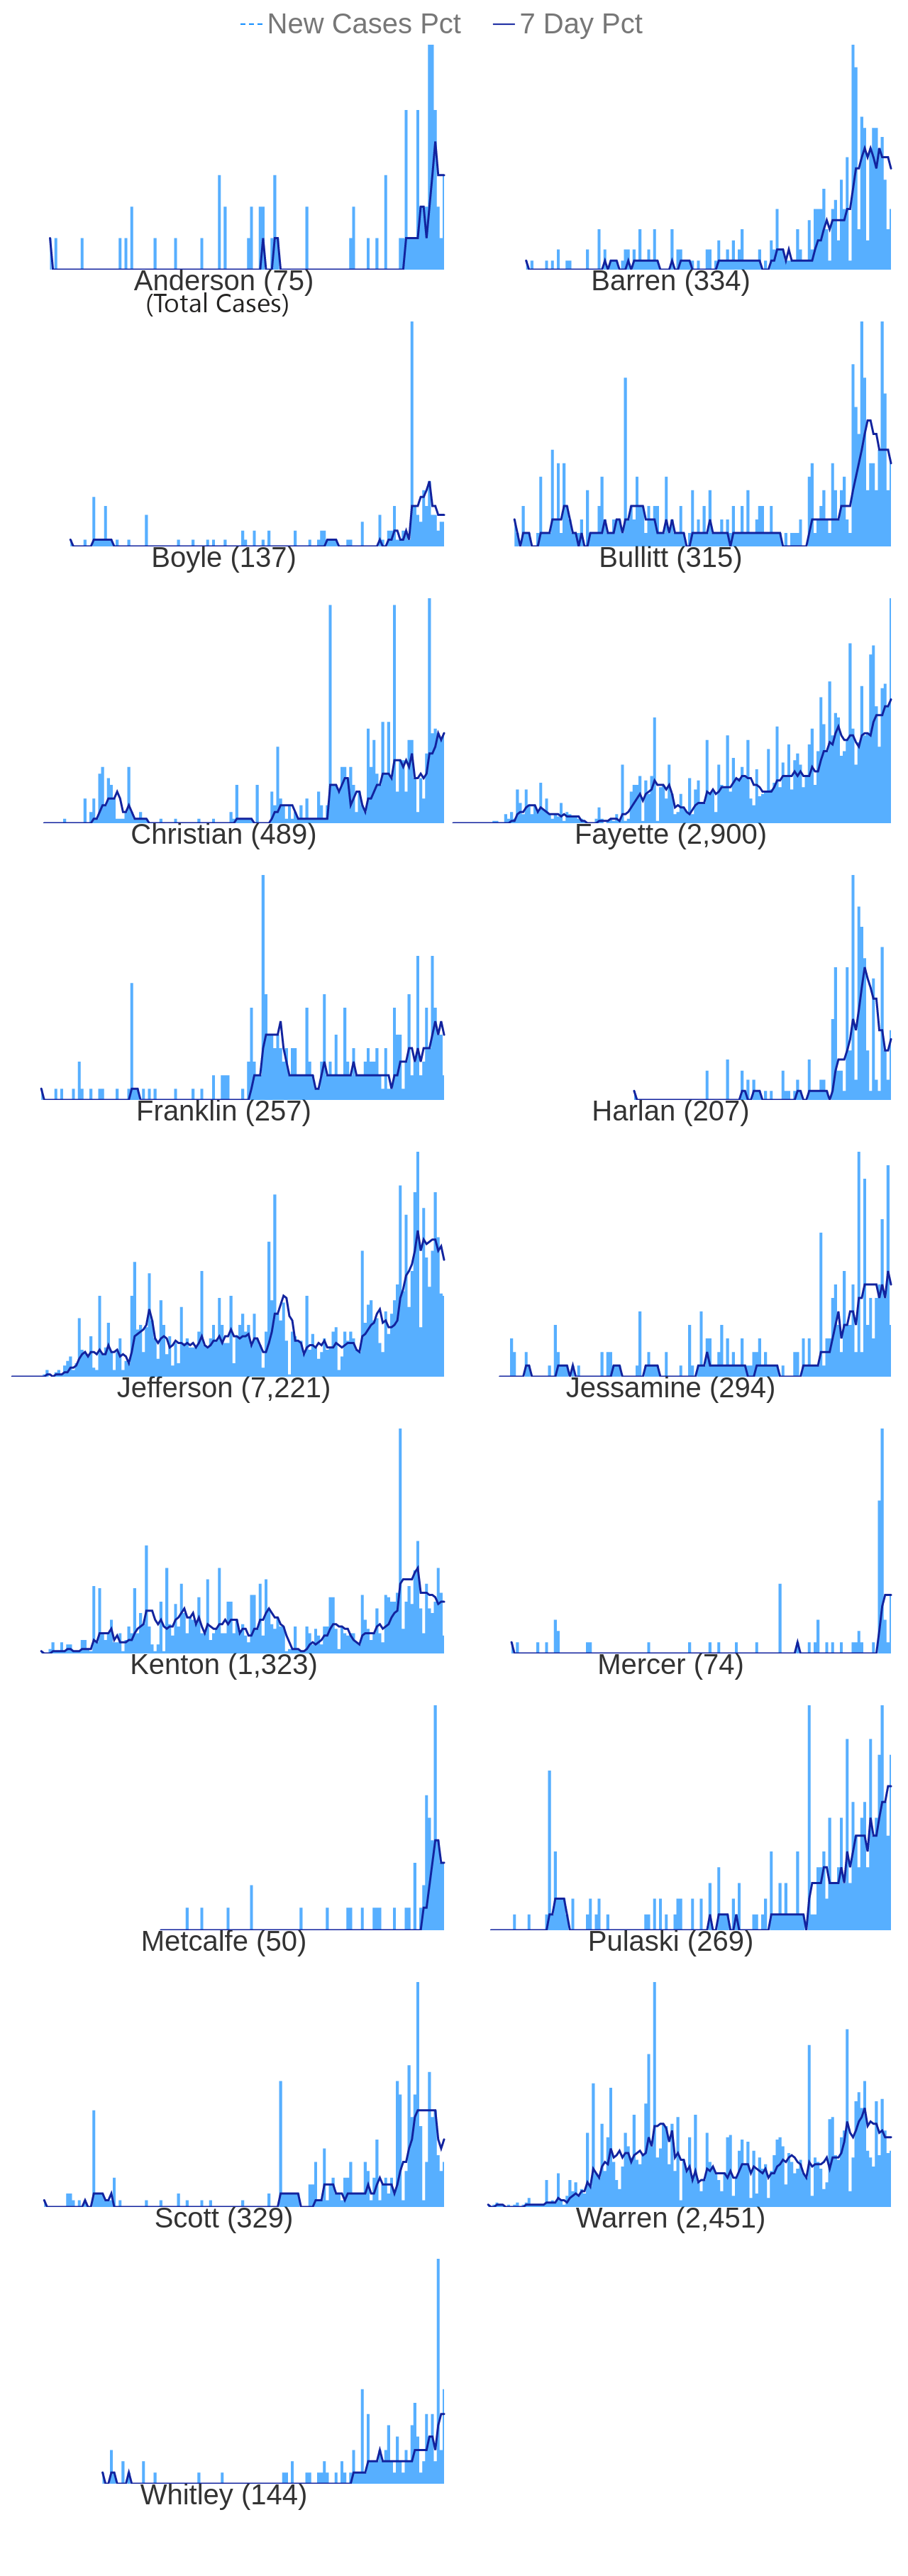 New Cases Pct 7 Day Pct
Anderson (75) Barren (334)
(Total Cases)
Boyle (137) Bullitt (315)
Christian (489) Fayette (2,900)
Franklin (257) Harlan (207)
Jefferson (7,221) Jessamine (294)
Kenton (1,323) Mercer (74)
Metcalfe (50) Pulaski (269)
Scott (329) Warren (2,451)
Whitley (144)